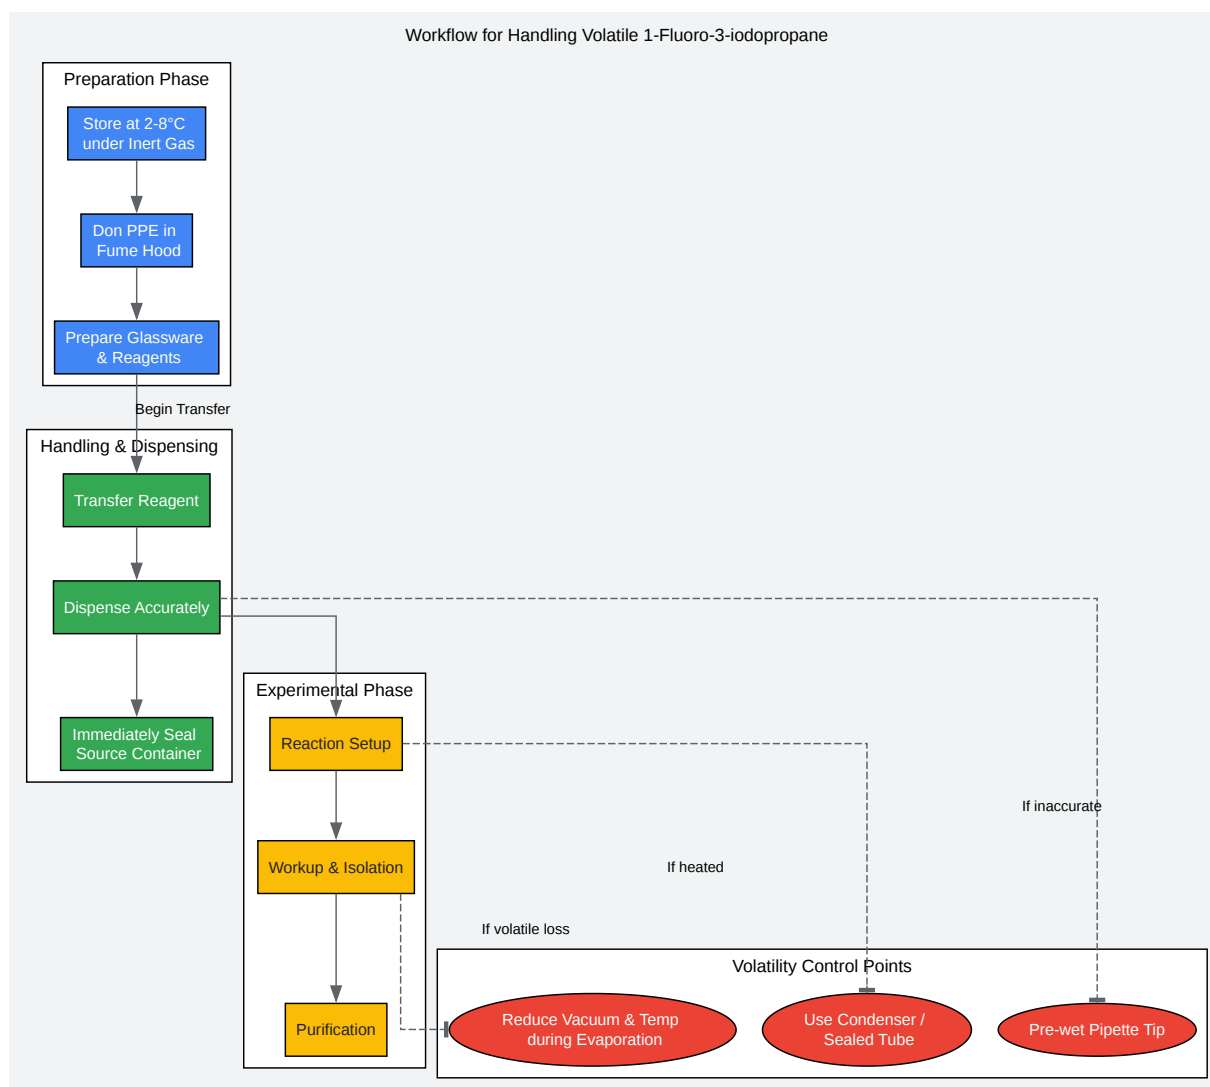 Workflow for Handling Volatile 1-Fluoro-3-iodopropane
Preparation Phase
Store at 2-8°C
under Inert Gas
Don PPE in
Fume Hood
Prepare Glassware
& Reagents
Begin Transfer
Handling & Dispensing
Transfer Reagent
Dispense Accurately
Immediately Seal
Source Container
Experimental Phase
Reaction Setup
Workup & Isolation
Purification
If inaccurate
If heated
If volatile loss
Volatility Control Points
Reduce Vacuum & Temp
during Evaporation
Use Condenser /
Sealed Tube
Pre-wet Pipette Tip